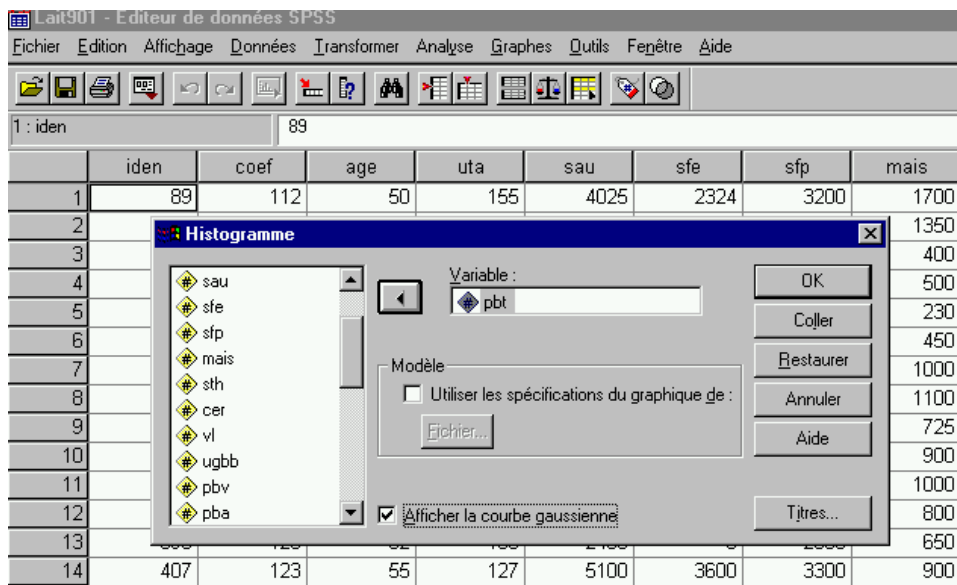 Lait901 - Editeur de données SPSS
Fichier Edition Affichage Données Transformer Analyse Graphes Outils Fenêtre Aide
1 : iden 89
iden coef age uta sau sfe sfp mais
1 89 112 50 155 4025 2324 3200 1700
2 1350
3 400
4 500
5 230
6 450
7 1000
8 1100
9 725
10 900
11 1000
12 800
13 650
14 407 123 55 127 5100 3600 3300 900
Histogramme
sau
sfe
sfp
mais
sth
cer
vl
ugbb
pbv
pba
Variable :
pbt
Modèle
Utiliser les spécifications du graphique de :
Fichier...
Afficher la courbe gaussienne
OK
Coller
Restaurer
Annuler
Aide
Titres...